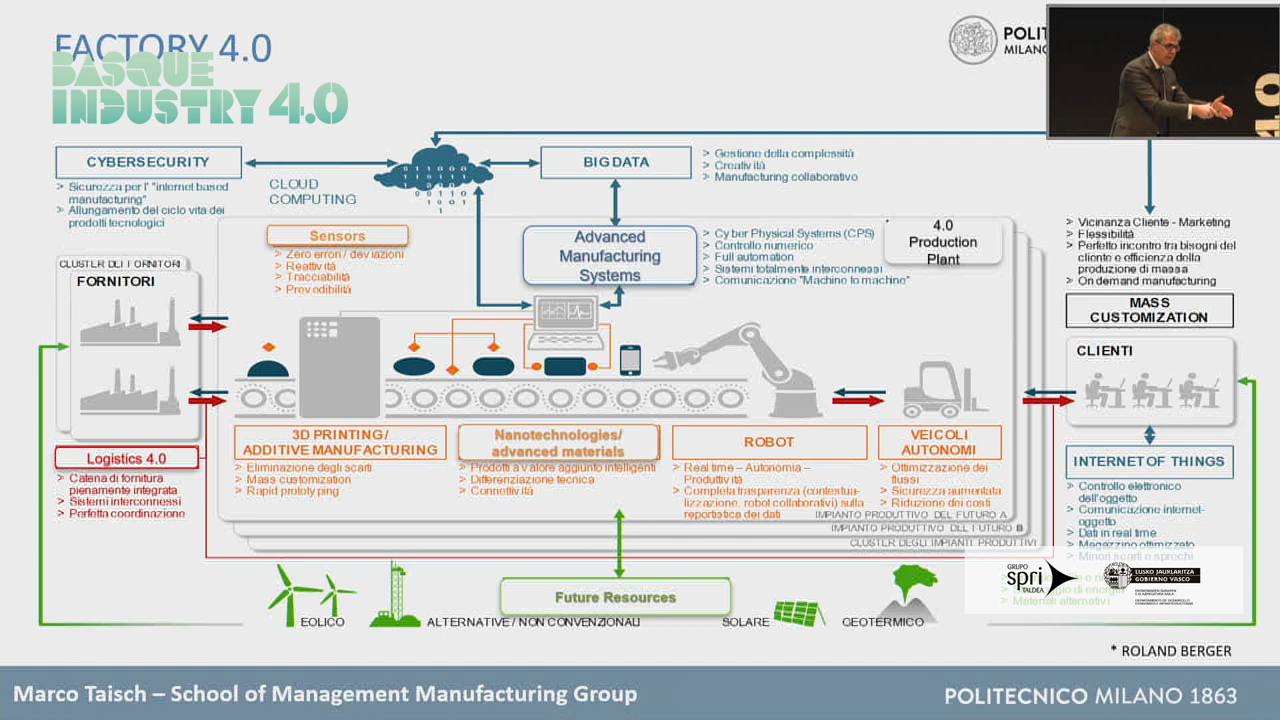 FACTORY 4.0
BASQUE
INDUSTRY 4.0
MILANO
4.0
CYBERSECURITY
> Sicurezza per l' "internet based
manufacturing"
> Allungamento del ciclo vita dei
prodotti tecnologici
CLOUD
COMPUTING
BIG DATA
> Gestione della complessità
> Creatività
> Manufacturing collaborativo
Sensors
> Zero errori / deviazioni
> Reattività
> Tracciabilità
> Prevedibilità
Advanced
Manufacturing
Systems
> Cyber Physical Systems (CPS)
> Controllo numerico
> Full automation
> Sistemi totalmente interconnessi
> Comunicazione "Machine to machine"
4.0
Production
Plant
> Vicinanza Cliente - Marketing
> Flessibilità
> Perfetto incontro tra bisogni del
cliente e efficienza della
produzione di massa
> On demand manufacturing
MASS
CUSTOMIZATION
CLUSTER DEI FORNITORI
FORNITORI
CLIENTI
Logistics 4.0
> Catena di fornitura
pienamente integrata
> Sistemi interconnessi
> Perfetta coordinazione
3D PRINTING /
ADDITIVE MANUFACTURING
> Eliminazione degli scarti
> Mass customization
> Rapid prototyping
Nanotechnologies/
advanced materials
> Prodotti a valore aggiunto intelligenti
> Differenziazione tecnica
> Connettività
ROBOT
> Real time – Autonomia –
Produttività
> Completa trasparenza (contestua-
lizzazione, robot collaborativi) sulla
reportistica dei dati
VEICOLI
AUTONOMI
> Ottimizzazione dei
flussi
> Sicurezza aumentata
> Riduzione dei costi
IMPIANTO PRODUTTIVO DEL FUTURO A
IMPIANTO PRODUTTIVO DEL FUTURO B
CLUSTER DEGLI IMPIANTI PRODUTTIVI
INTERNET OF THINGS
> Controllo elettronico
dell'oggetto
> Comunicazione internet-
oggetto
> Dati in real time
> Magazzino ottimizzato
> Minori scarti e sprechi
> Materiali alternativi
GRUPO
spri
TALDEA
EUSKO JAURLARITZA
GOBIERNO VASCO
Future Resources
EOLICO
ALTERNATIVE / NON CONVENZIONALI
SOLARE
GEOTERMICO
* ROLAND BERGER
Marco Taisch – School of Management Manufacturing Group
POLITECNICO MILANO 1863